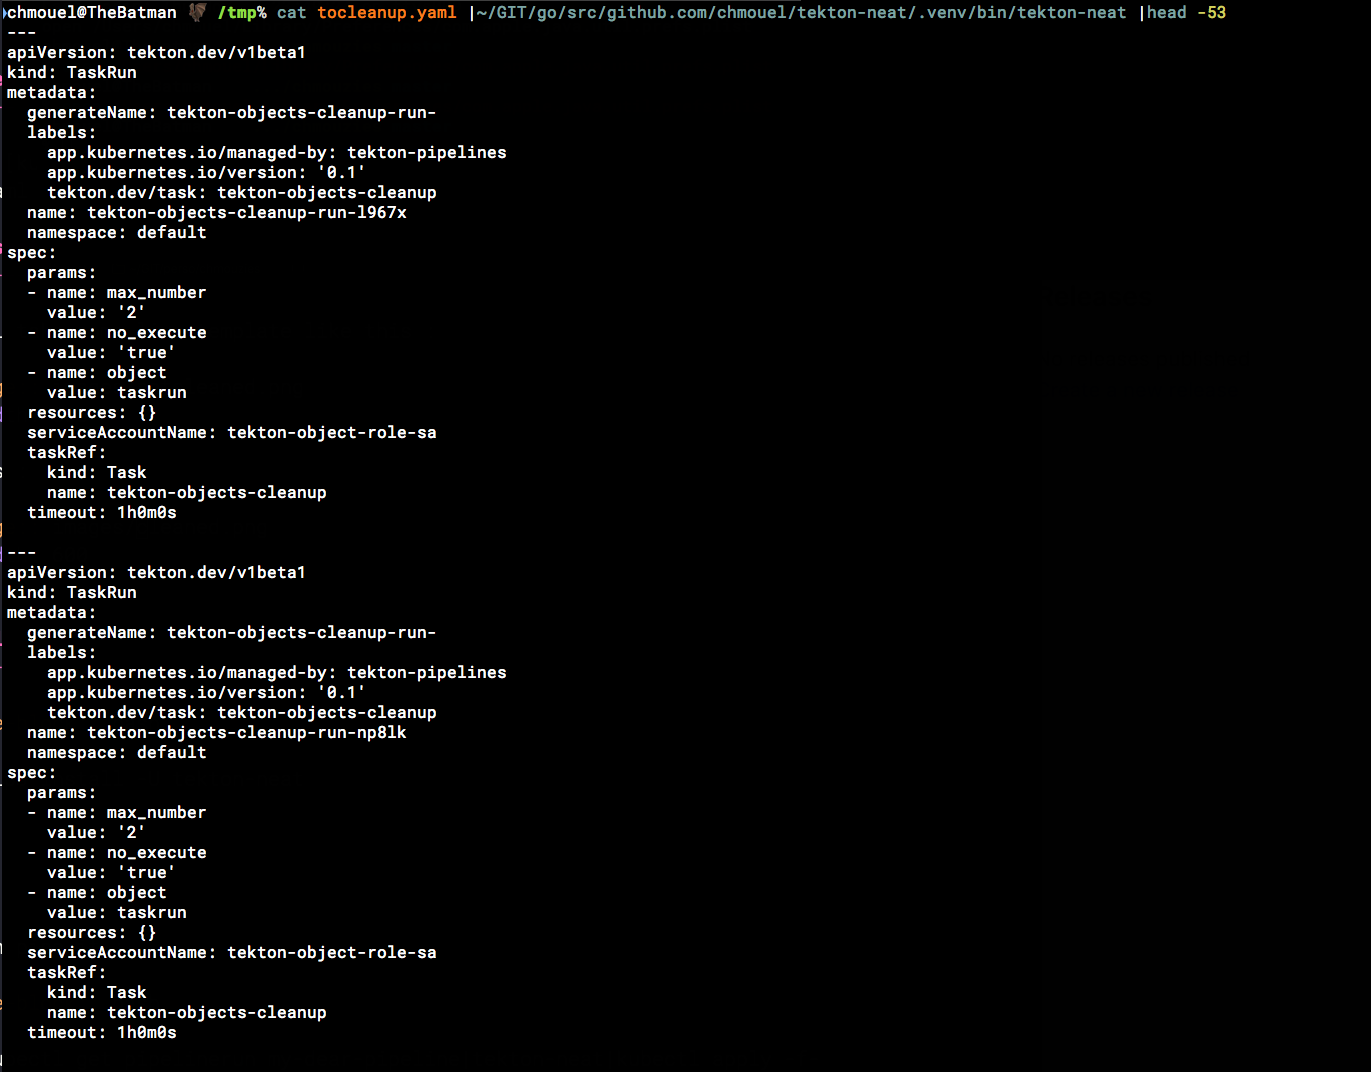 chmouel@TheBatman /tmp% cat tocleanup.yaml |~/GIT/go/src/github.com/chmouel/tekton-neat/.venv/bin/tekton-neat |head -53
---
apiVersion: tekton.dev/v1beta1
kind: TaskRun
metadata:
  generateName: tekton-objects-cleanup-run-
  labels:
    app.kubernetes.io/managed-by: tekton-pipelines
    app.kubernetes.io/version: '0.1'
    tekton.dev/task: tekton-objects-cleanup
  name: tekton-objects-cleanup-run-l967x
  namespace: default
spec:
  params:
  - name: max_number
    value: '2'
  - name: no_execute
    value: 'true'
  - name: object
    value: taskrun
  resources: {}
  serviceAccountName: tekton-object-role-sa
  taskRef:
    kind: Task
    name: tekton-objects-cleanup
  timeout: 1h0m0s
---
apiVersion: tekton.dev/v1beta1
kind: TaskRun
metadata:
  generateName: tekton-objects-cleanup-run-
  labels:
    app.kubernetes.io/managed-by: tekton-pipelines
    app.kubernetes.io/version: '0.1'
    tekton.dev/task: tekton-objects-cleanup
  name: tekton-objects-cleanup-run-np8lk
  namespace: default
spec:
  params:
  - name: max_number
    value: '2'
  - name: no_execute
    value: 'true'
  - name: object
    value: taskrun
  resources: {}
  serviceAccountName: tekton-object-role-sa
  taskRef:
    kind: Task
    name: tekton-objects-cleanup
  timeout: 1h0m0s